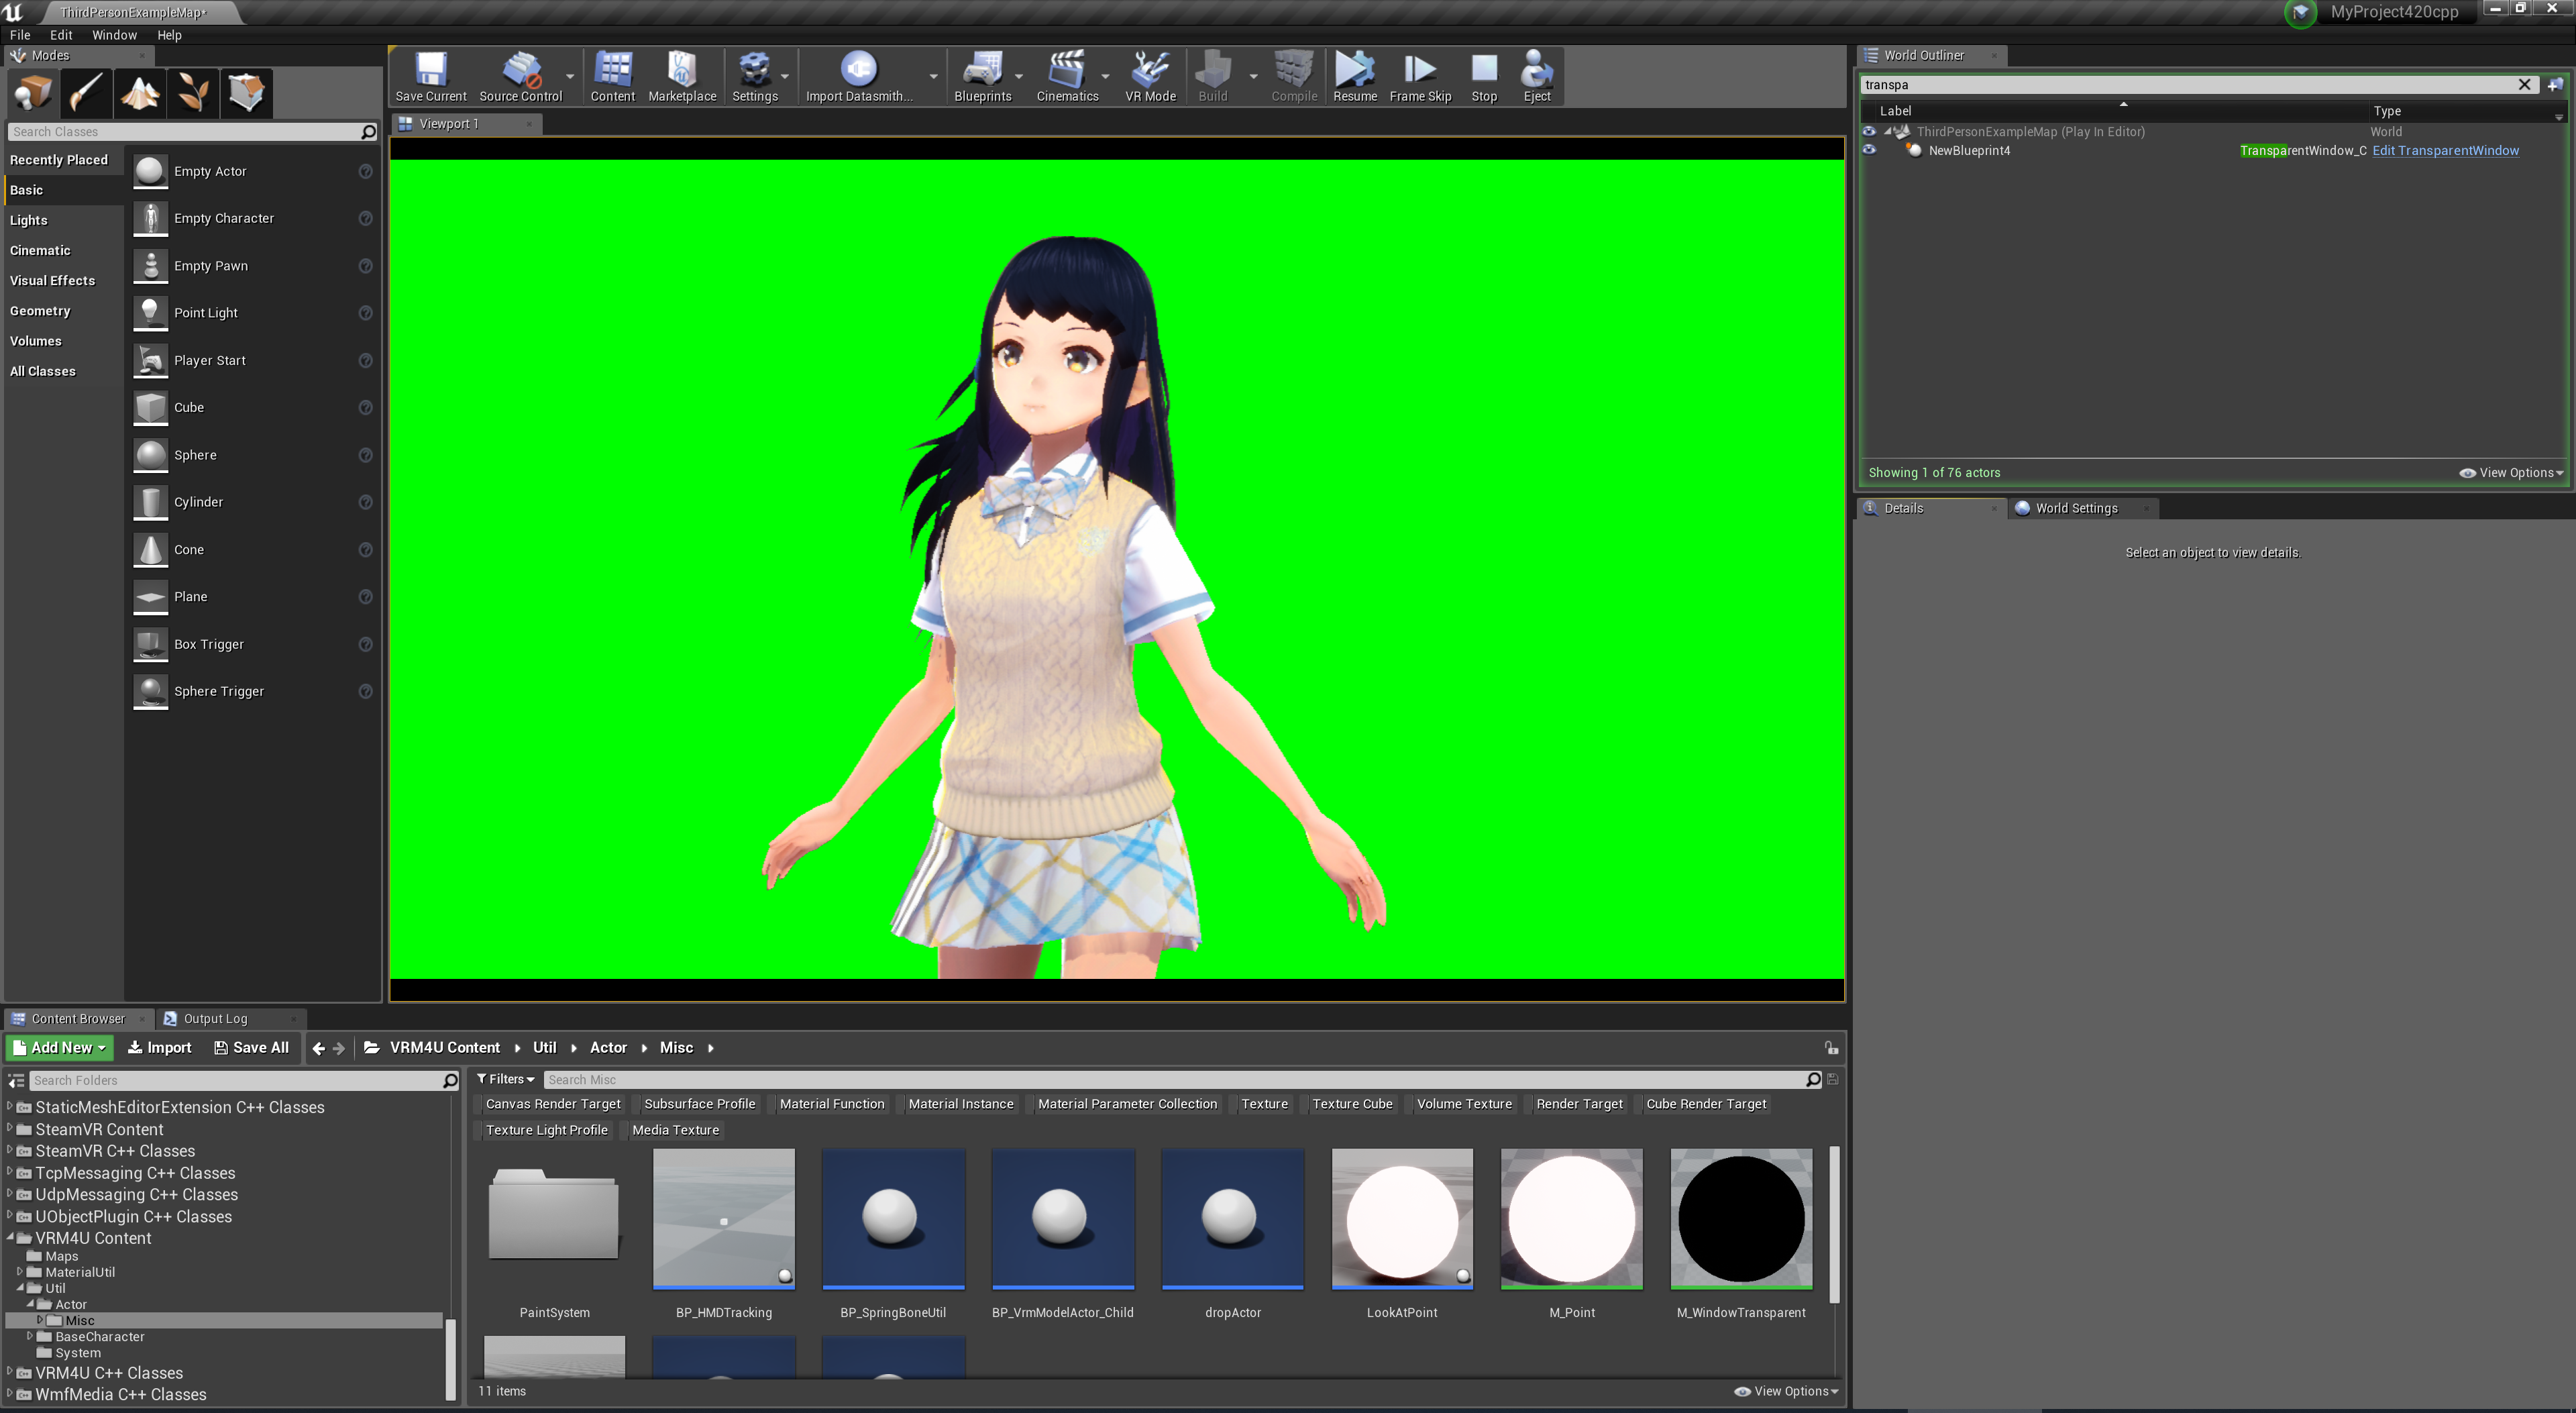 ThirdPersonExampleMap*
MyProject420cpp
File Edit Window Help
Modes
Search Classes
Recently Placed
Basic
Lights
Cinematic
Visual Effects
Geometry
Volumes
All Classes
Empty Actor
Empty Character
Empty Pawn
Point Light
Player Start
Cube
Sphere
Cylinder
Cone
Plane
Box Trigger
Sphere Trigger
Save Current Source Control Content Marketplace Settings Import Datasmith... Blueprints Cinematics VR Mode Build Compile Resume Frame Skip Stop Eject
Viewport 1
World Outliner
transpa
Label Type
ThirdPersonExampleMap (Play In Editor) World
NewBlueprint4 TransparentWindow_C Edit TransparentWindow
Showing 1 of 76 actors View Options
Details World Settings
Select an object to view details.
Content Browser Output Log
Add New Import Save All VRM4U Content Util Actor Misc
Search Folders
StaticMeshEditorExtension C++ Classes
SteamVR Content
SteamVR C++ Classes
TcpMessaging C++ Classes
UdpMessaging C++ Classes
UObjectPlugin C++ Classes
VRM4U Content
Maps
MaterialUtil
Util
Actor
Misc
BaseCharacter
System
VRM4U C++ Classes
WmfMedia C++ Classes
Filters Search Misc
Canvas Render Target Subsurface Profile Material Function Material Instance Material Parameter Collection Texture Texture Cube Volume Texture Render Target Cube Render Target
Texture Light Profile Media Texture
PaintSystem BP_HMDTracking BP_SpringBoneUtil BP_VrmModelActor_Child dropActor LookAtPoint M_Point M_WindowTransparent
11 items View Options